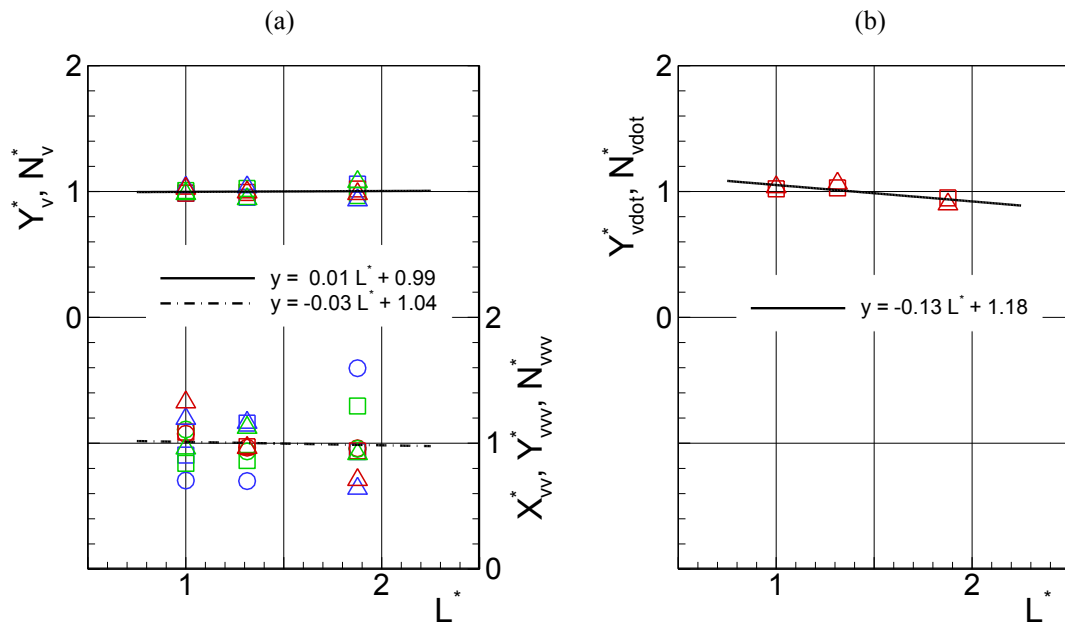 (a)
(b)
2
1
0
Y*v, N*v
y = 0.01 L* + 0.99
y = -0.03 L* + 1.04
2
1
0
X*vv, Y*vvv, N*vvv
1
2
L*
2
1
0
Y*vdot, N*vdot
y = -0.13 L* + 1.18
1
2
L*